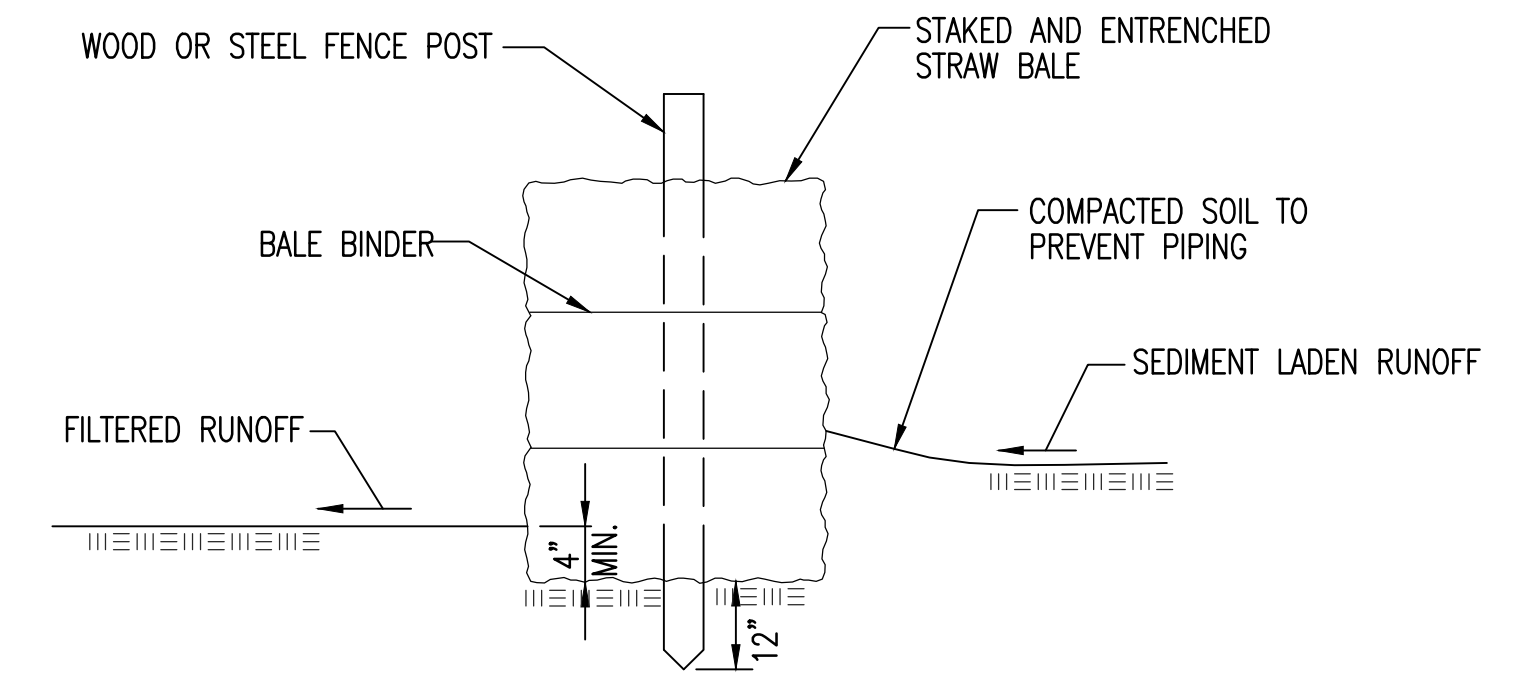 WOOD OR STEEL FENCE POST
STAKED AND ENTRENCHED
STRAW BALE
COMPACTED SOIL TO
PREVENT PIPING
BALE BINDER
SEDIMENT LADEN RUNOFF
FILTERED RUNOFF
4"
MIN.
12"